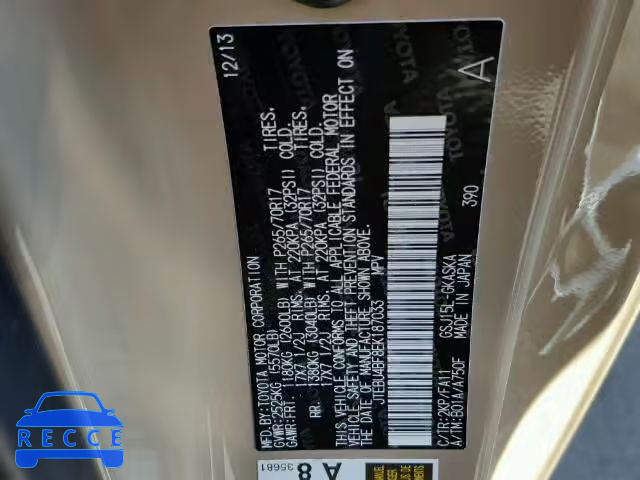 12/13
MFD.BY:TOYOTA MOTOR CORPORATION
GVWR:2525KG (5570LB)
GAWR:FRT 1180KG (2600LB) WITH P265/70R17 TIRES,
17X7 1/2J RIMS, AT 220KPA (32PSI) COLD.
RR. 1380KG (3040LB) WITH P265/70R17 TIRES,
17X7 1/2J RIMS, AT 220KPA (32PSI) COLD.
THIS VEHICLE CONFORMS TO ALL APPLICABLE FEDERAL MOTOR
VEHICLE SAFETY AND THEFT PREVENTION STANDARDS IN EFFECT ON
THE DATE OF MANUFACTURE SHOWN ABOVE.
JTEBU4BF8EK187033 MPV
390
A
C/TR:2KP/FA11 GSJ15L-GKASKA
A/TM:B01A/A750F MADE IN JAPAN
A 8
35681
RECS